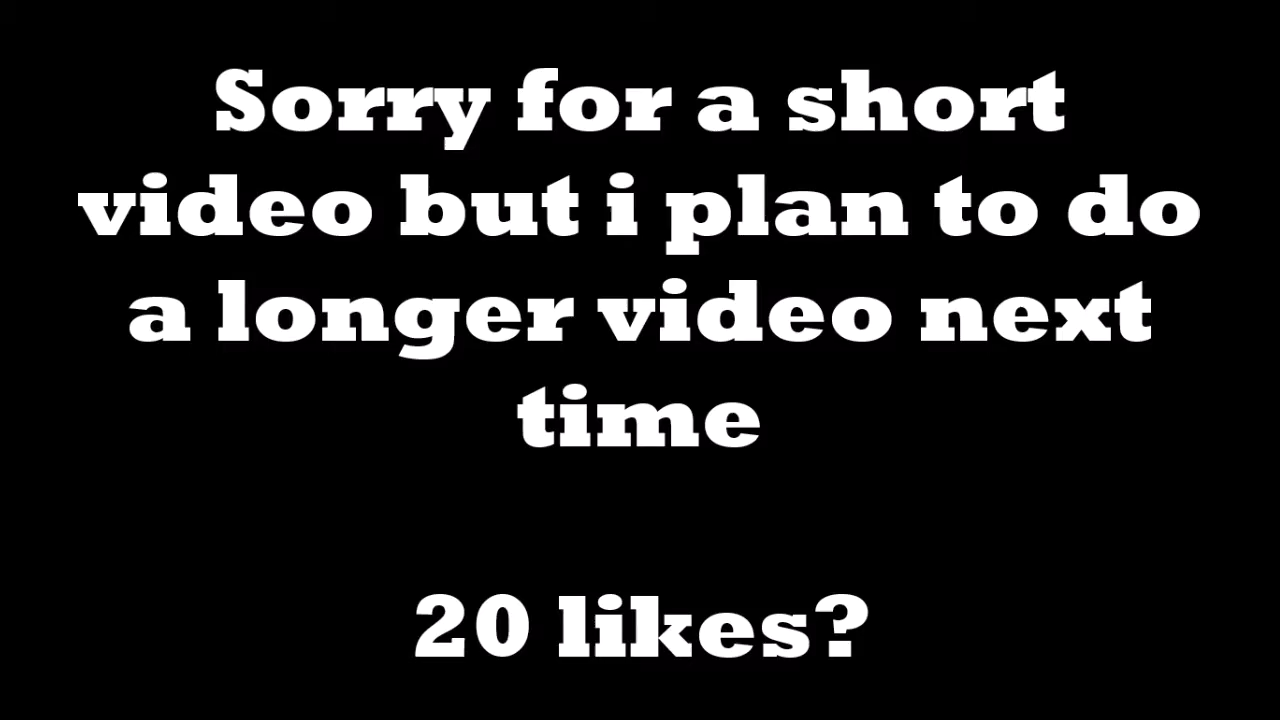 Sorry for a short
video but i plan to do
a longer video next
time
20 likes?